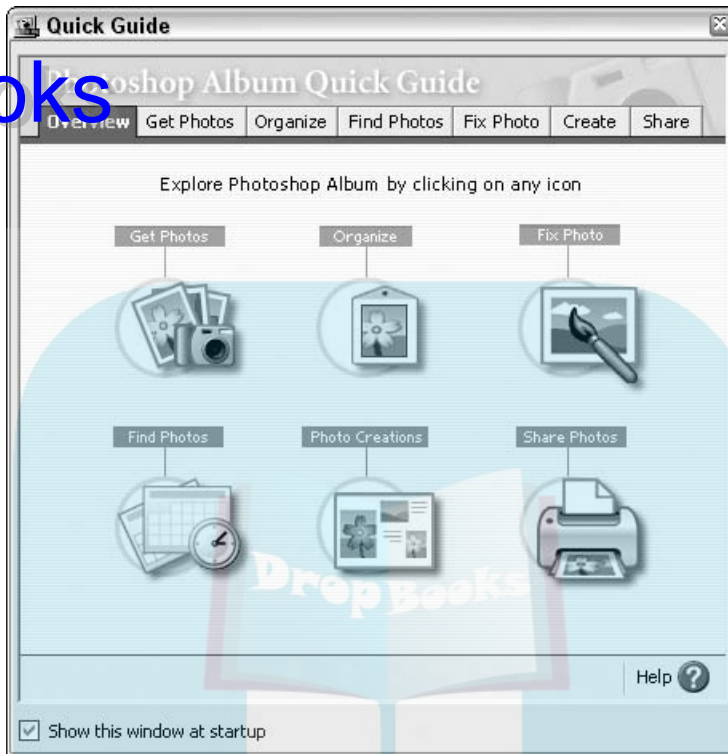 Quick Guide
Photoshop Album Quick Guide
oks
Overview Get Photos Organize Find Photos Fix Photo Create Share
Explore Photoshop Album by clicking on any icon
Get Photos Organize Fix Photo
Find Photos Photo Creations Share Photos
DropBooks
Help ?
Show this window at startup